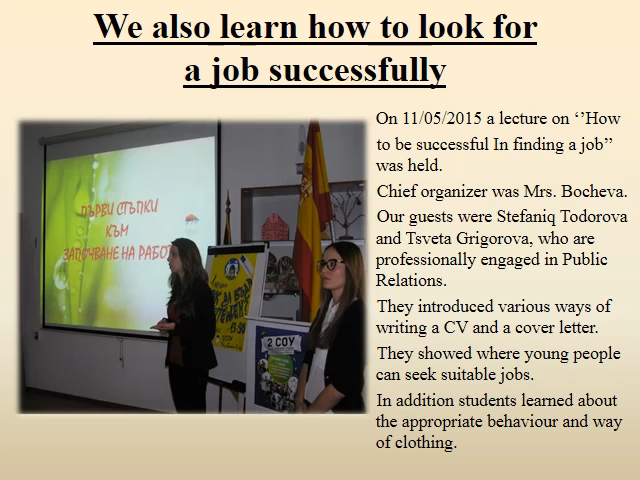 We also learn how to look for
a job successfully
On 11/05/2015 a lecture on ‘’How
to be successful In finding a job’’
was held.
Chief organizer was Mrs. Bocheva.
Our guests were Stefaniq Todorova
and Tsveta Grigorova, who are
professionally engaged in Public
Relations.
They introduced various ways of
writing a CV and a cover letter.
They showed where young people
can seek suitable jobs.
In addition students learned about
the appropriate behaviour and way
of clothing.
ПЪРВИ СТЪПКИ
КЪМ
ЗАПОЧВАНЕ НА РАБОТ
2 СОУ